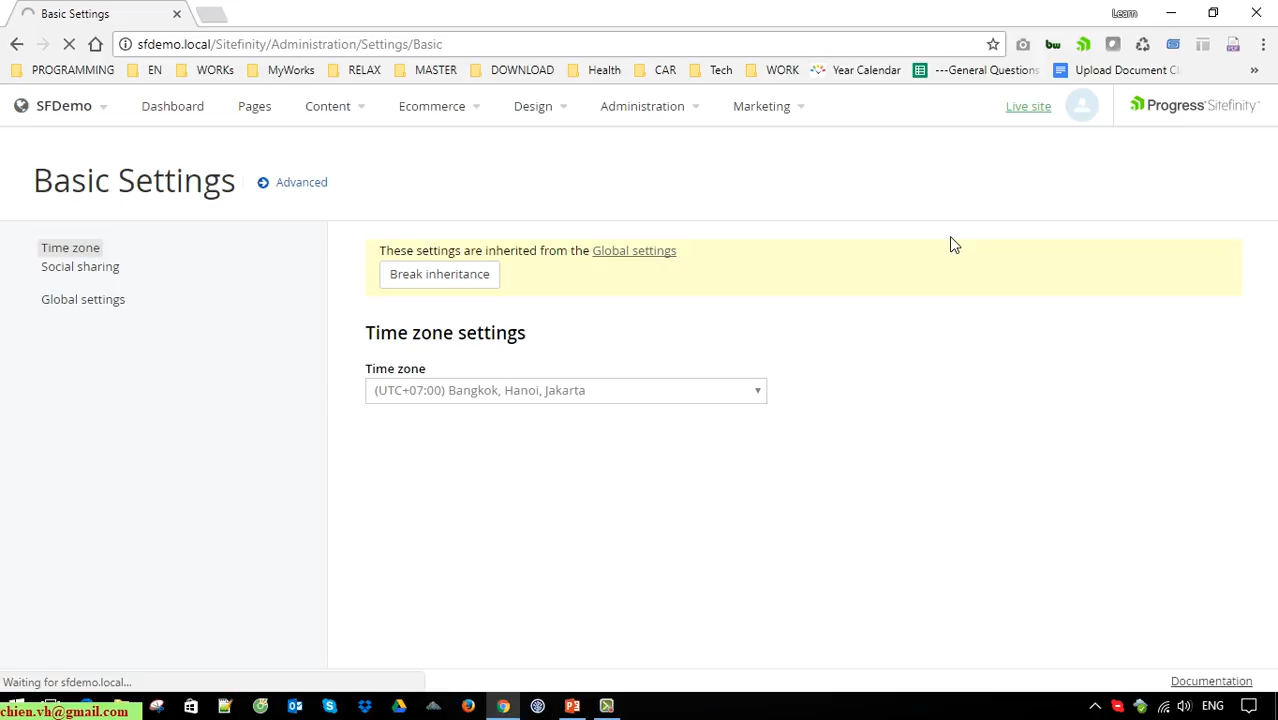 Basic Settings
Learn
sfdemo.local/Sitefinity/Administration/Settings/Basic
bw
PROGRAMMING EN WORKs MyWorks RELAX MASTER DOWNLOAD Health CAR Tech WORK Year Calendar ---General Questions Upload Document
SFDemo Dashboard Pages Content Ecommerce Design Administration Marketing Live site Progress Sitefinity
Basic Settings Advanced
Time zone
Social sharing
Global settings
These settings are inherited from the Global settings
Break inheritance
Time zone settings
Time zone
(UTC+07:00) Bangkok, Hanoi, Jakarta
Waiting for sfdemo.local...
Documentation
chien.vh@gmail.com
ENG